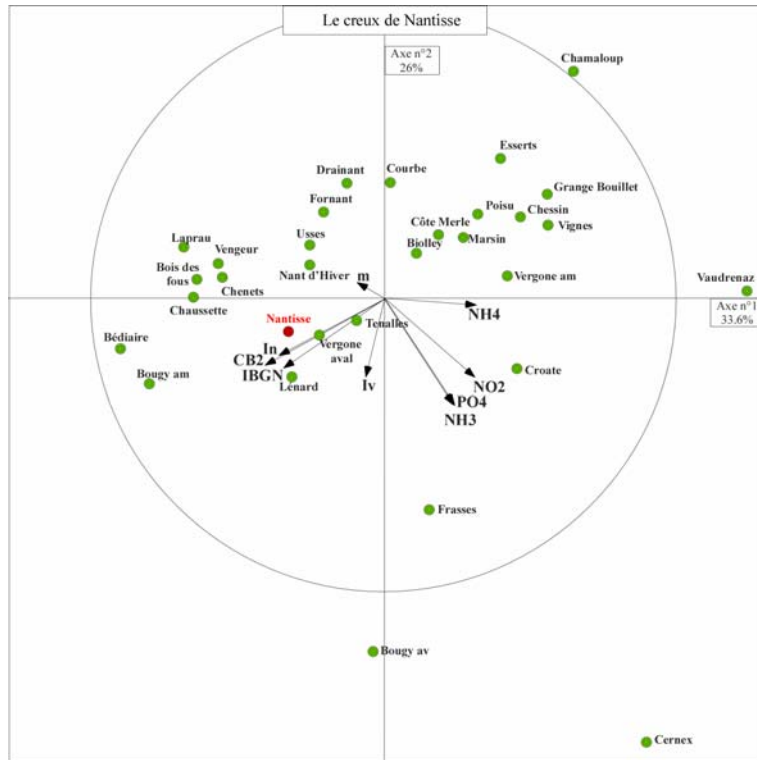 Le creux de Nantisse
Axe n°2
26%
Chamaloup
Esserts
Drainant
Courbe
Grange Bouillet
Fornant
Poisu
Chessin
Côte Merle
Vignes
Usses
Marsin
Laprau
Biolley
Vengeur
Bois des
fous
Nant d'Hiver
m
Vergone am
Vaudrenaz
Chenets
Chaussette
NH4
Axe n°1
33.6%
Nantisse
Tenalles
Bédiaire
In
Vergone
aval
CB2
IBGN
Croate
Bougy am
Lenard
Iv
NO2
PO4
NH3
Frasses
Bougy av
Cernex